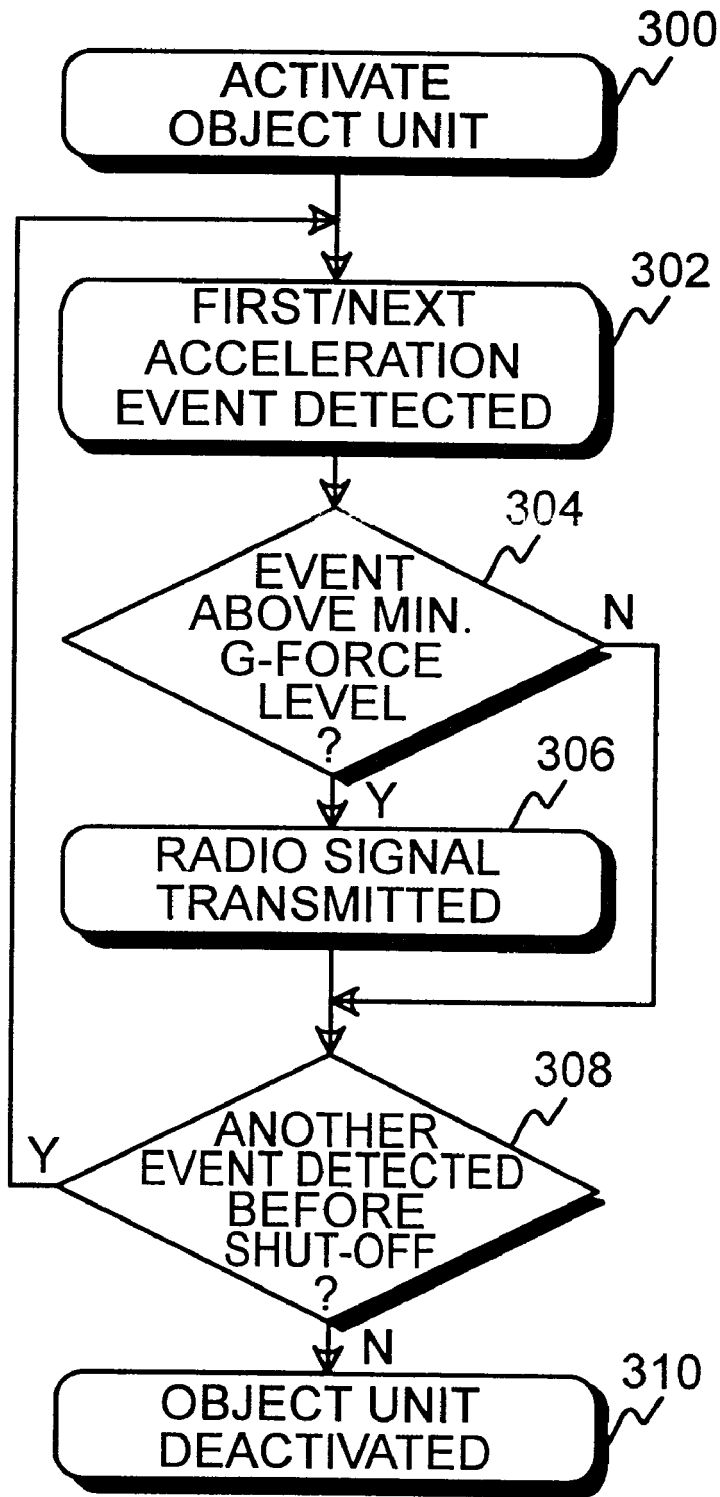 300
ACTIVATE
OBJECT UNIT
302
FIRST/NEXT
ACCELERATION
EVENT DETECTED
304
EVENT
ABOVE MIN.
G-FORCE
LEVEL
?
N
306
Y
RADIO SIGNAL
TRANSMITTED
308
ANOTHER
Y
EVENT DETECTED
BEFORE
SHUT-OFF
?
N
310
OBJECT UNIT
DEACTIVATED